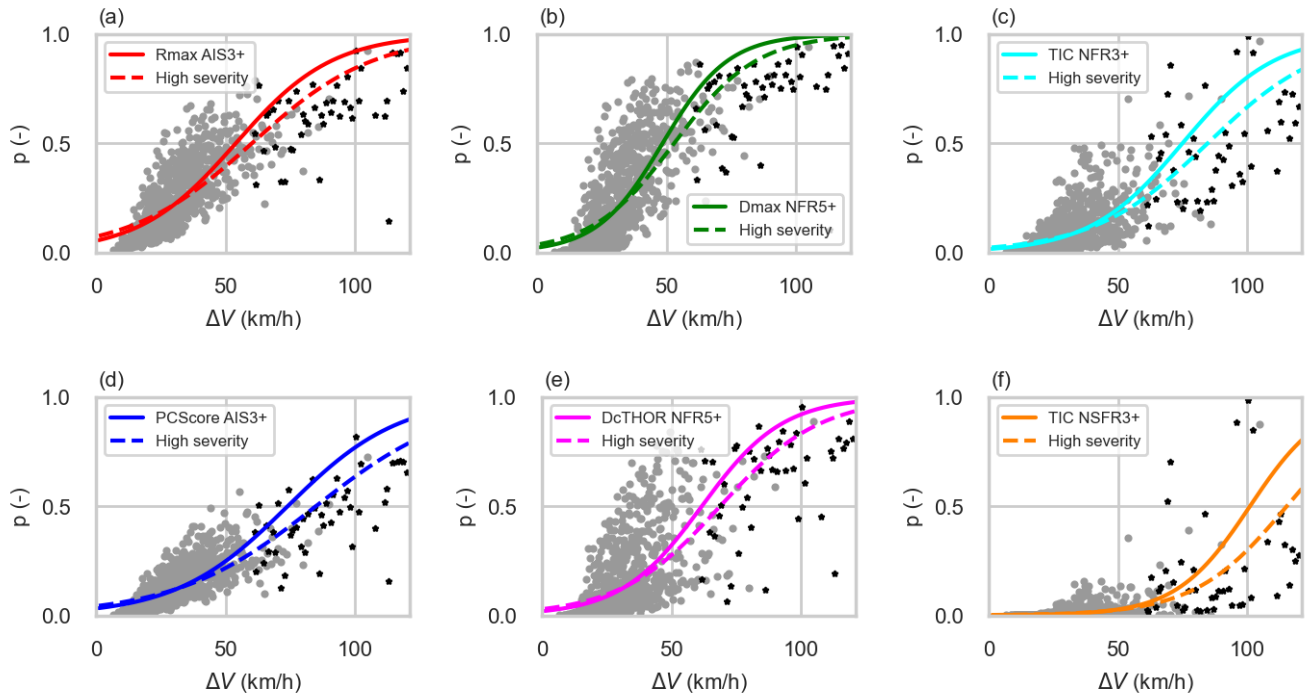 (a)
1.0
Rmax AIS3+
High severity
p (-)
0.5
0.0
0
50
100
ΔV (km/h)
(b)
1.0
0.5
Dmax NFR5+
High severity
0.0
0
50
100
ΔV (km/h)
(c)
1.0
TIC NFR3+
High severity
p (-)
0.5
0.0
0
50
100
ΔV (km/h)
(d)
1.0
PCScore AIS3+
High severity
p (-)
0.5
0.0
0
50
100
ΔV (km/h)
(e)
1.0
DcTHOR NFR5+
High severity
p (-)
0.5
0.0
0
50
100
ΔV (km/h)
(f)
1.0
TIC NSFR3+
High severity
p (-)
0.5
0.0
0
50
100
ΔV (km/h)